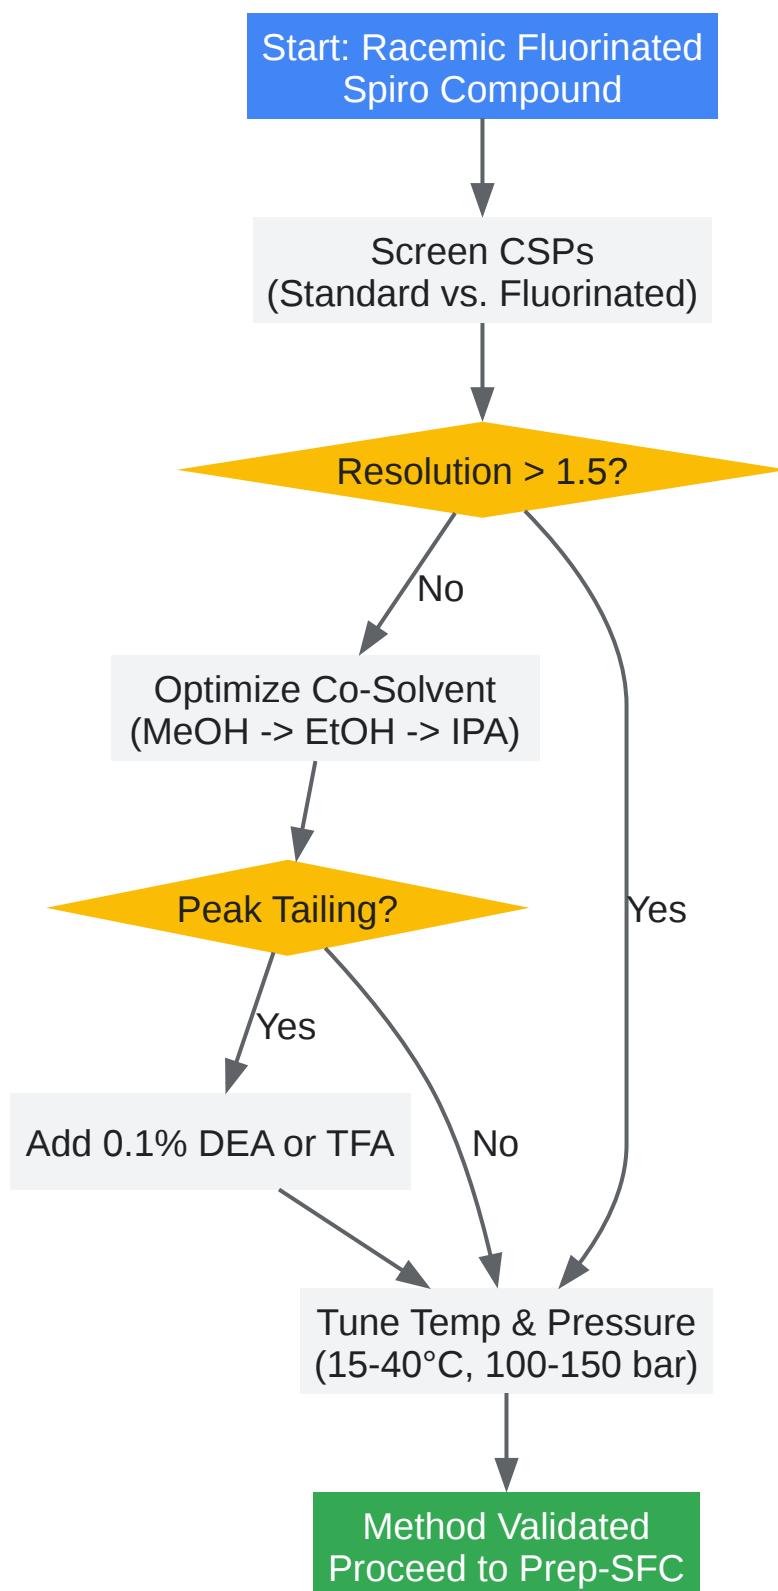 Start: Racemic Fluorinated
Spiro Compound
Screen CSPs
(Standard vs. Fluorinated)
Resolution > 1.5?
No
Optimize Co-Solvent
(MeOH -> EtOH -> IPA)
Peak Tailing?
Yes
Yes
Add 0.1% DEA or TFA
No
Tune Temp & Pressure
(15-40°C, 100-150 bar)
Method Validated
Proceed to Prep-SFC